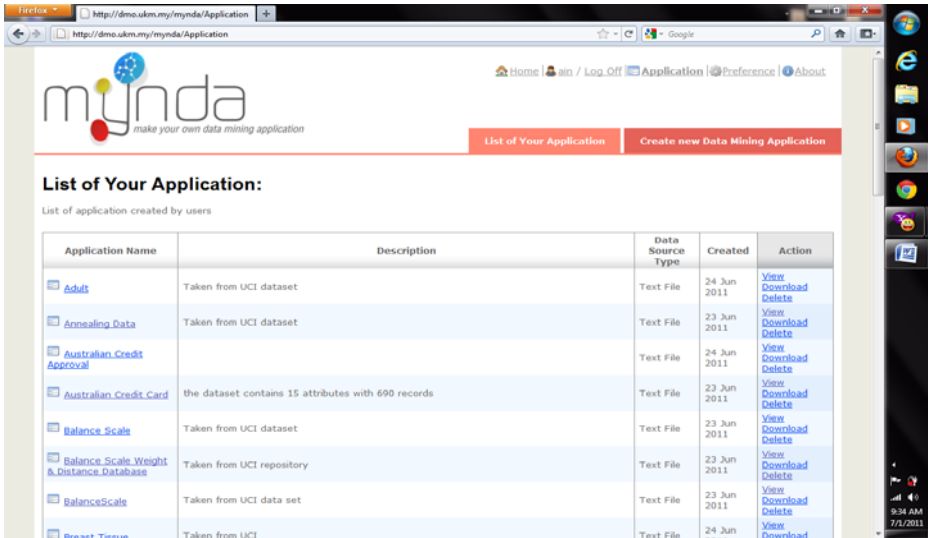 Firefox
http://dmo.ukm.my/mynda/Application
http://dmo.ukm.my/mynda/Application
Google
Home | ain / Log Off Application | Preference | About
mynda
make your own data mining application
List of Your Application
Create new Data Mining Application
List of Your Application:
List of application created by users
Application Name Description Data Source Type Created Action
Adult Taken from UCI dataset Text File 24 Jun 2011 View Download Delete
Annealing Data Taken from UCI dataset Text File 23 Jun 2011 View Download Delete
Australian Credit Approval Text File 24 Jun 2011 View Download Delete
Australian Credit Card the dataset contains 15 attributes with 690 records Text File 23 Jun 2011 View Download Delete
Balance Scale Taken from UCI dataset Text File 23 Jun 2011 View Download Delete
Balance Scale Weight & Distance Database Taken from UCI repository Text File 23 Jun 2011 View Download Delete
BalanceScale Taken from UCI data set Text File 23 Jun 2011 View Download Delete
Breast Tissue Taken from UCI Text File 24 Jun View Download
9:34 AM
7/1/2011